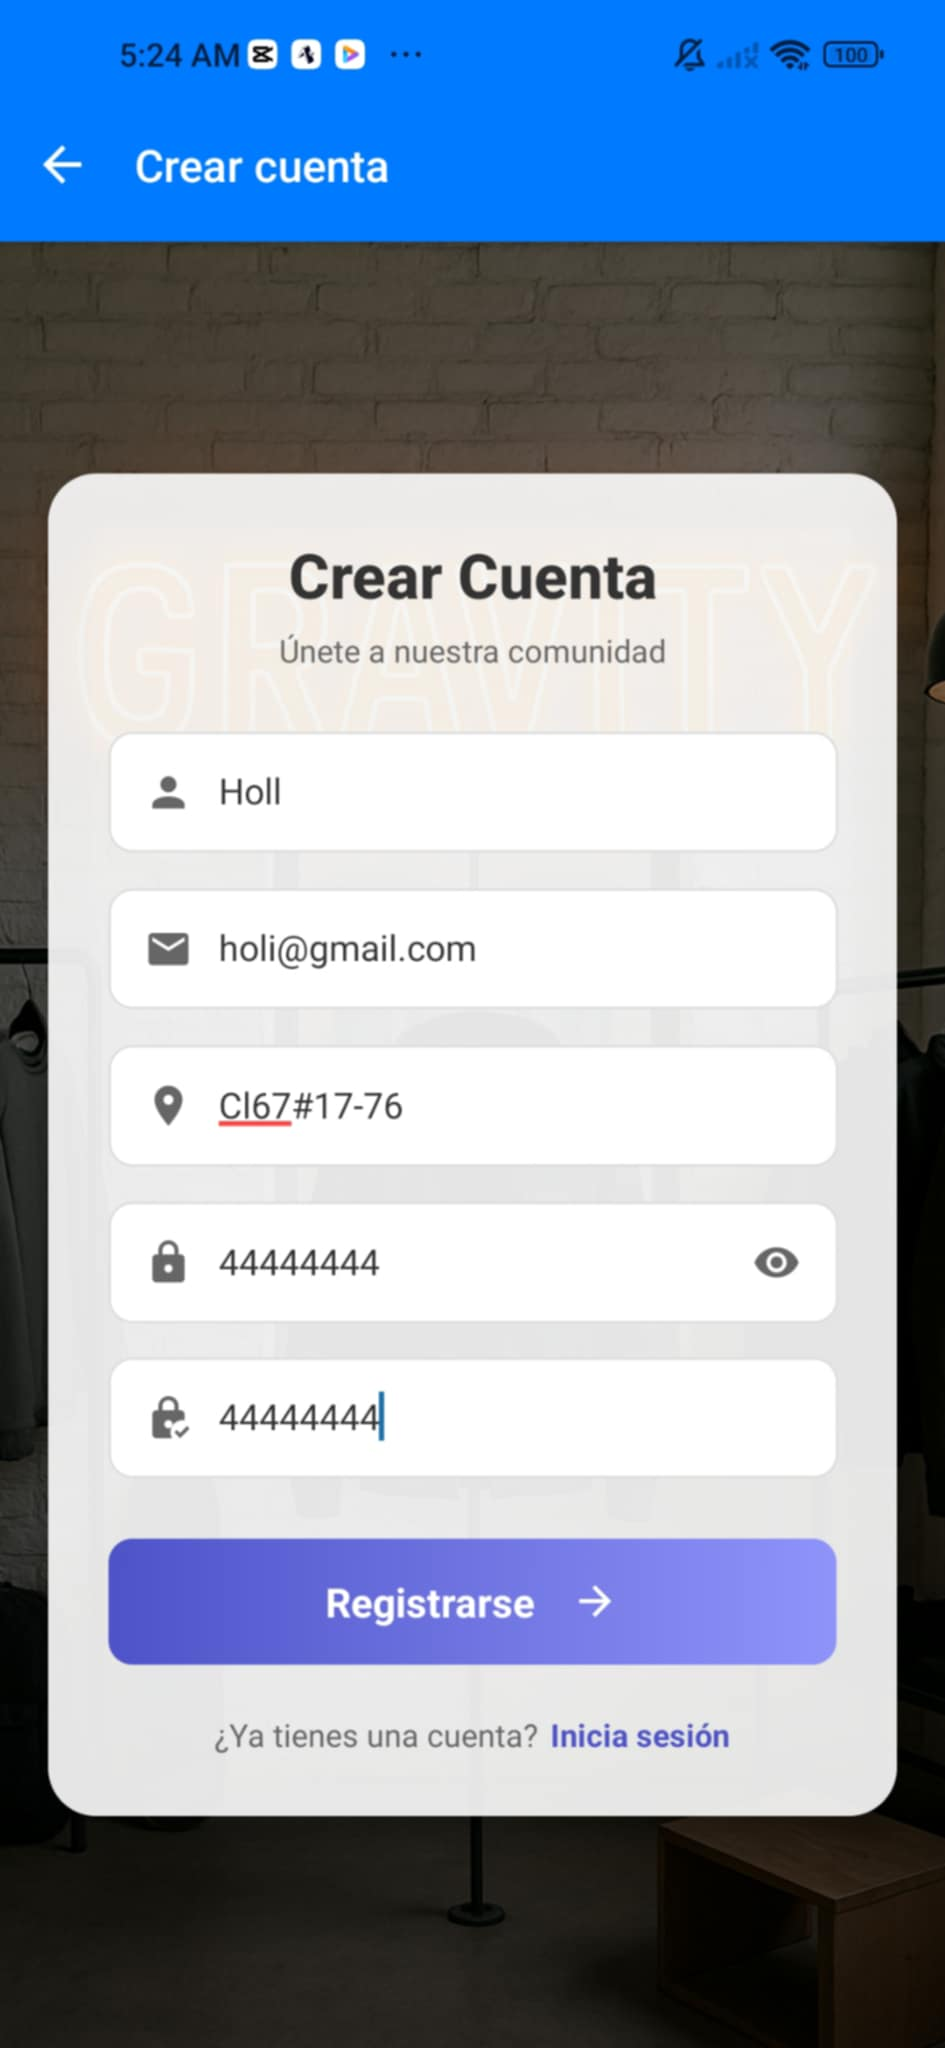 5:24 AM ... 100
Crear cuenta
GRAVITY
Crear Cuenta
Únete a nuestra comunidad
Holl
holi@gmail.com
Cl67#17-76
44444444
44444444
Registrarse →
¿Ya tienes una cuenta? Inicia sesión